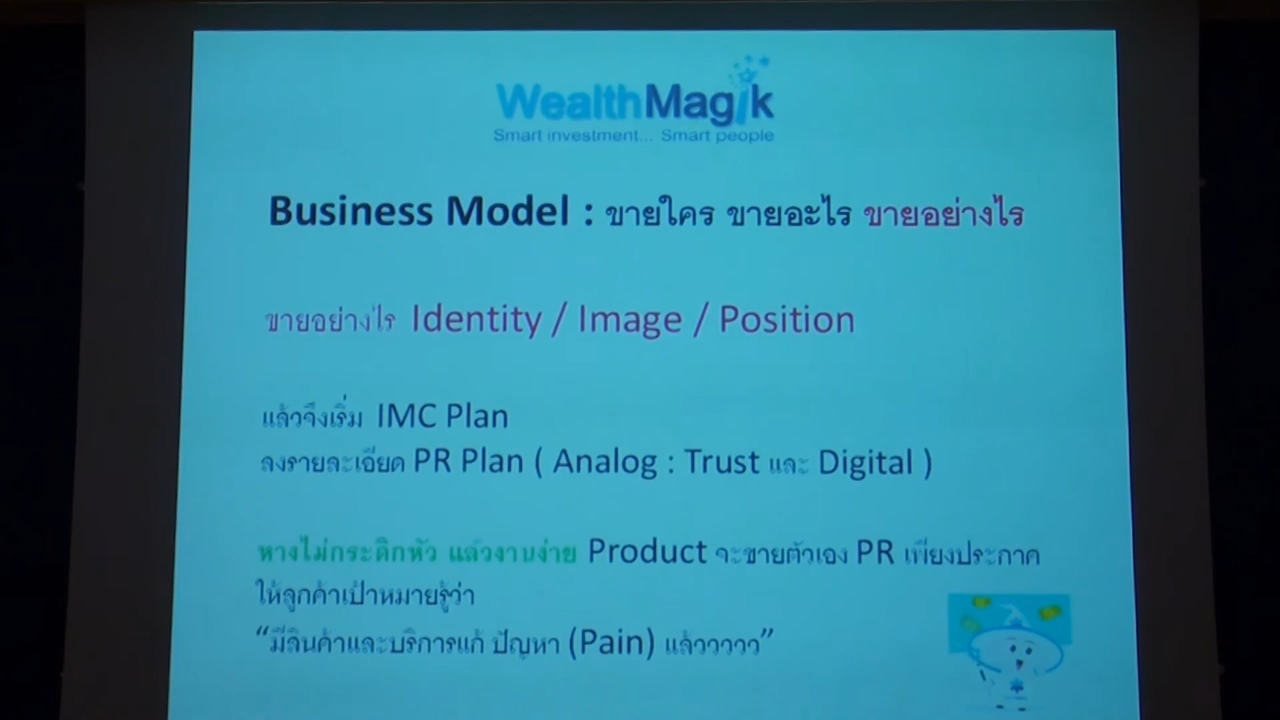 WealthMagik
Smart investment... Smart people
Business Model : ขายใคร ขายอะไร ขายอย่างไร
ขายอย่างไร Identity / Image / Position
แล้วจึงเริ่ม IMC Plan
ลงรายละเอียด PR Plan ( Analog : Trust และ Digital )
หางไม่กระดิกหัว แล้วงานง่าย Product จะขายตัวเอง PR เพียงประกาศ
ให้ลูกค้าเป้าหมายรู้ว่า
“มีสินค้าและบริการแก้ ปัญหา (Pain) แล้วววววว”